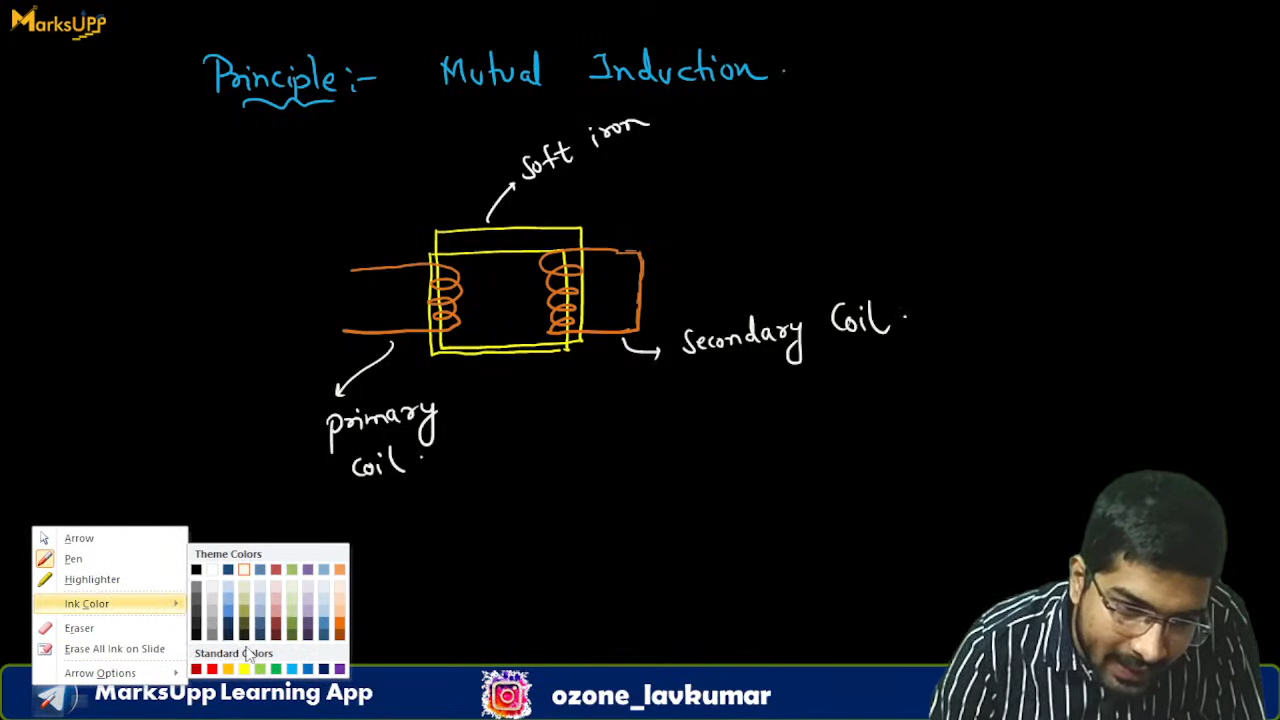 MarksUPP
Principle :- Mutual Induction .
Soft iron
Secondary Coil .
primary
coil .
Arrow
Pen
Highlighter
Ink Color
Eraser
Erase All Ink on Slide
Arrow Options
Theme Colors
Standard Colors
MarksUpp Learning App
ozone_lavkumar